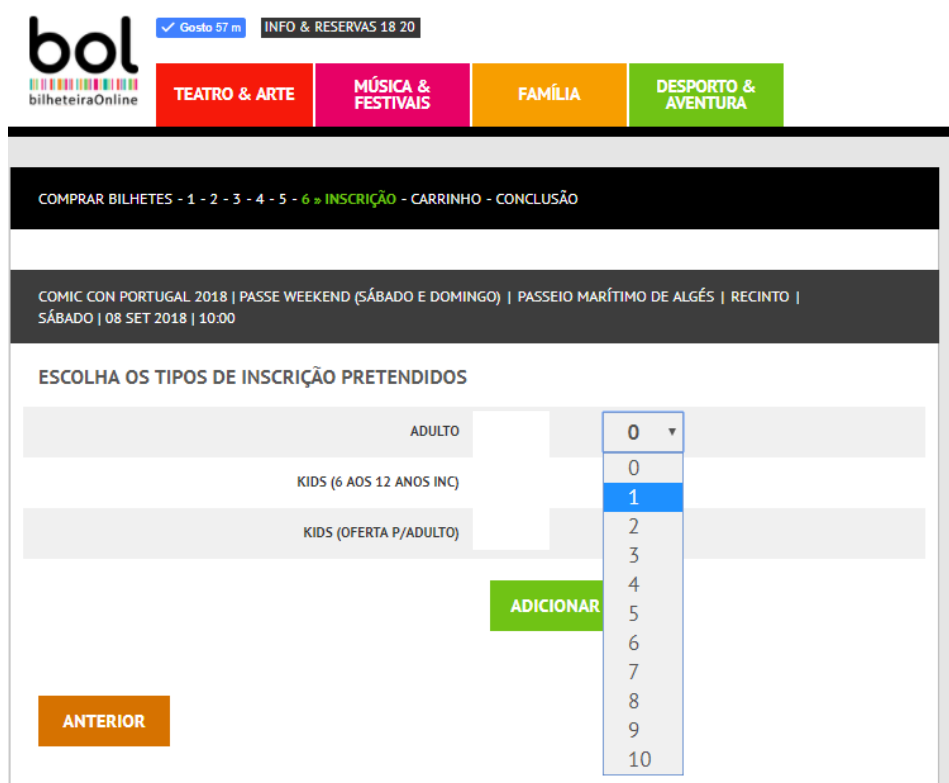 bol
bilheteiraOnline
Gosto 57 m
INFO & RESERVAS 18 20
TEATRO & ARTE
MÚSICA &
FESTIVAIS
FAMÍLIA
DESPORTO &
AVENTURA
COMPRAR BILHETES - 1 - 2 - 3 - 4 - 5 - 6 » INSCRIÇÃO - CARRINHO - CONCLUSÃO
COMIC CON PORTUGAL 2018 | PASSE WEEKEND (SÁBADO E DOMINGO) | PASSEIO MARÍTIMO DE ALGÉS | RECINTO |
SÁBADO | 08 SET 2018 | 10:00
ESCOLHA OS TIPOS DE INSCRIÇÃO PRETENDIDOS
ADULTO
0
KIDS (6 AOS 12 ANOS INC)
KIDS (OFERTA P/ADULTO)
0
1
2
3
4
5
6
7
8
9
10
ADICIONAR
ANTERIOR